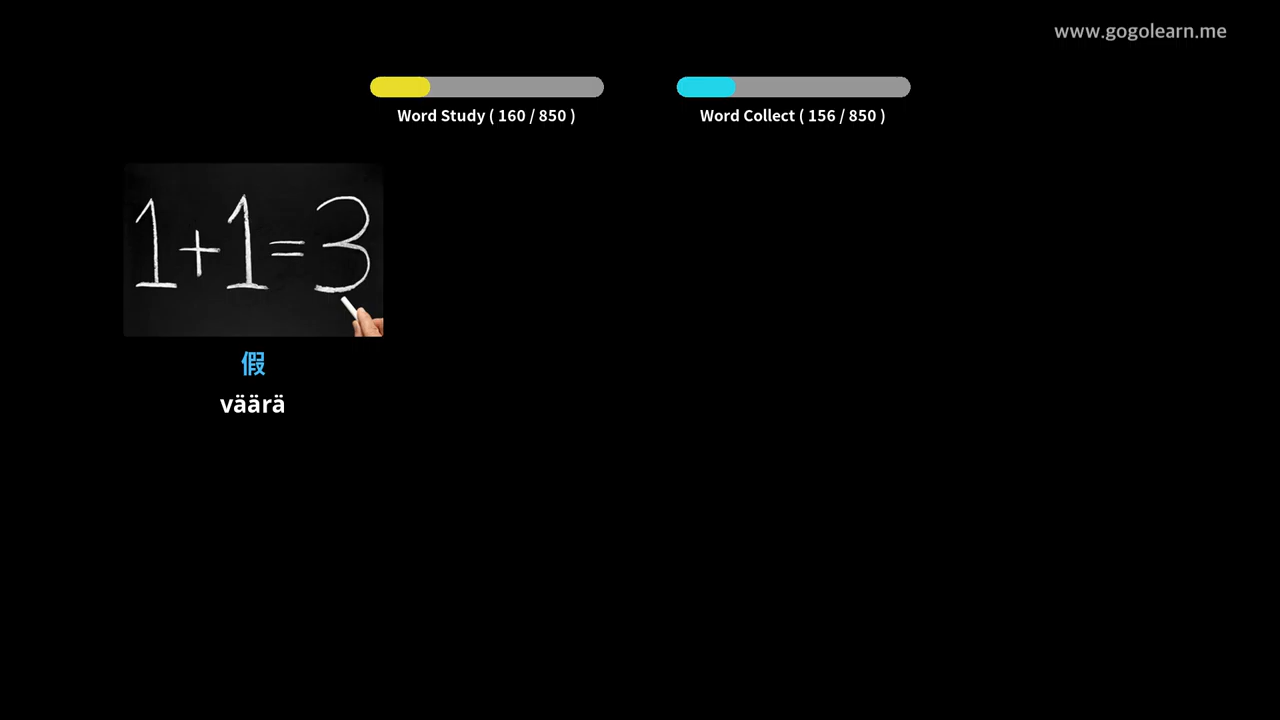 www.gogolearn.me
Word Study ( 160 / 850 )
Word Collect ( 156 / 850 )
1+1=3
假
väärä